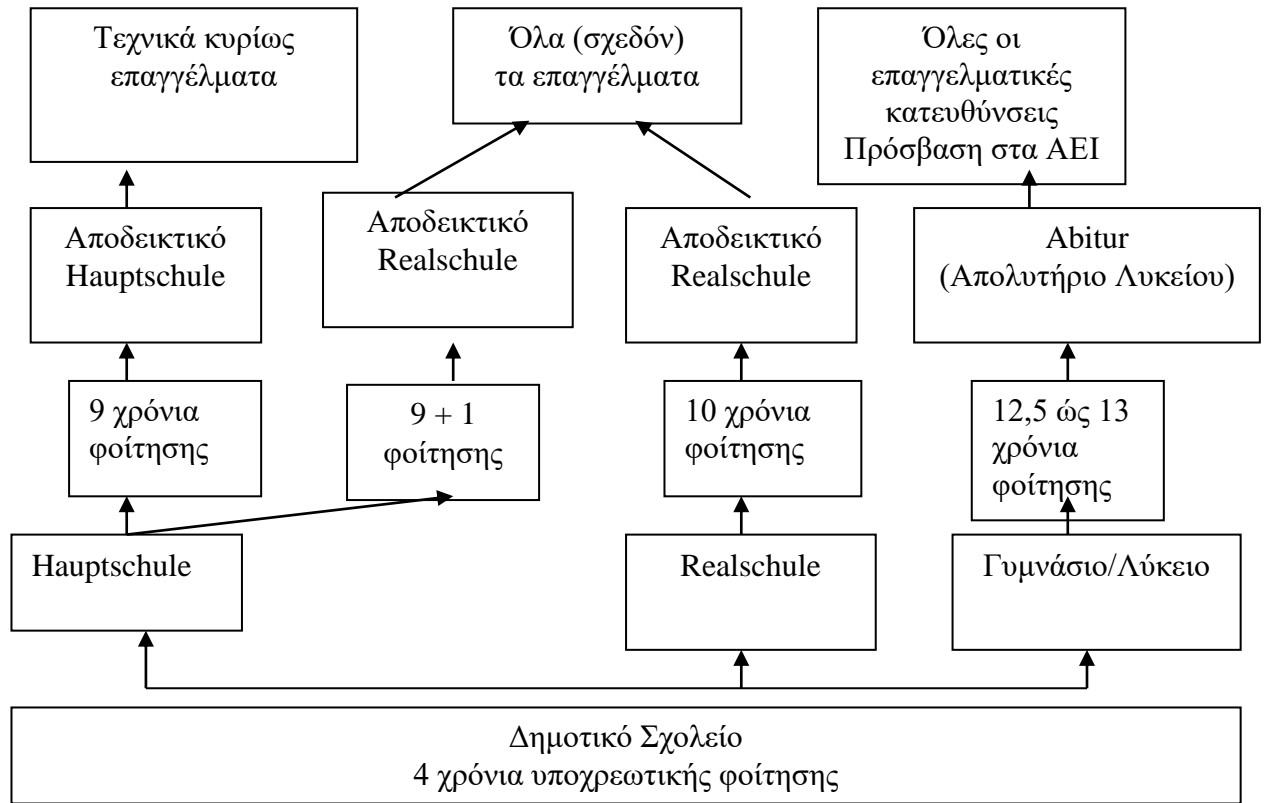 Τεχνικά κυρίως
επαγγέλματα
Όλα (σχεδόν)
τα επαγγέλματα
Όλες οι
επαγγελματικές
κατευθύνσεις
Πρόσβαση στα ΑΕΙ
Αποδεικτικό
Hauptschule
Αποδεικτικό
Realschule
Αποδεικτικό
Realschule
Abitur
(Απολυτήριο Λυκείου)
9 χρόνια
φοίτησης
9 + 1
φοίτησης
10 χρόνια
φοίτησης
12,5 ώς 13
χρόνια
φοίτησης
Hauptschule
Realschule
Γυμνάσιο/Λύκειο
Δημοτικό Σχολείο
4 χρόνια υποχρεωτικής φοίτησης